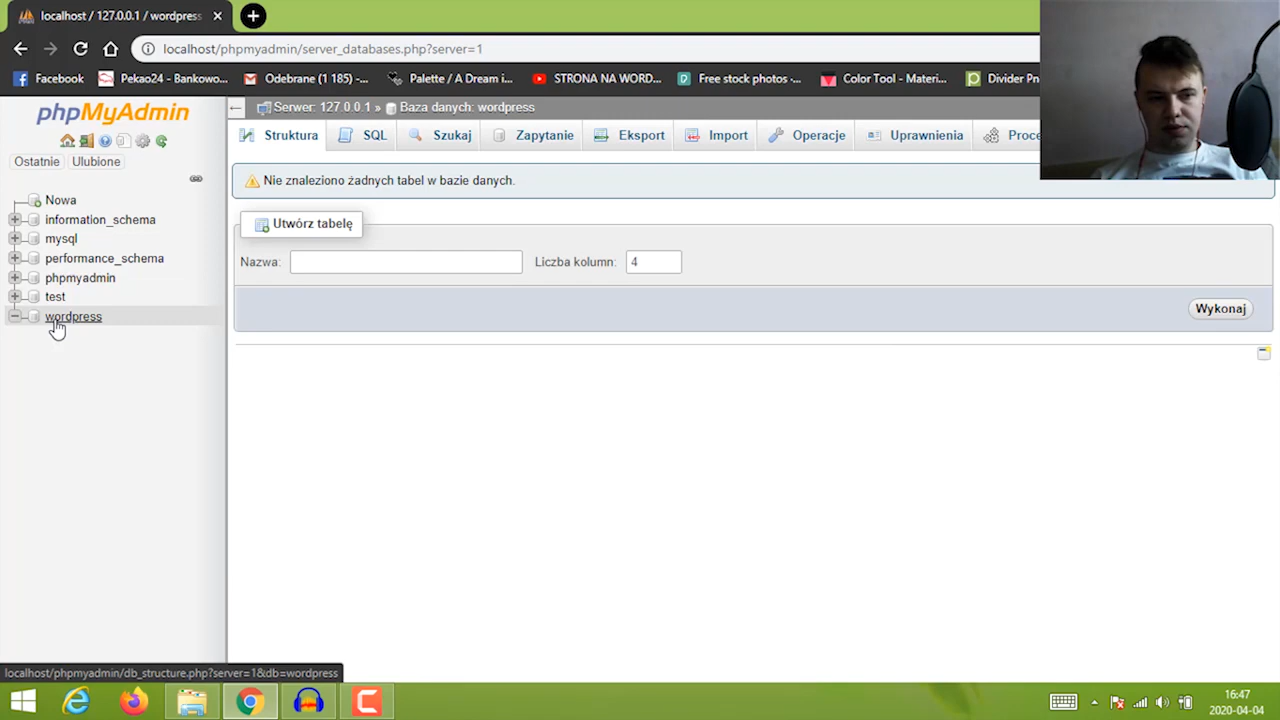 localhost / 127.0.0.1 / wordpress
localhost/phpmyadmin/server_databases.php?server=1
Facebook
Pekao24 - Bankowo...
Odebrane (1 185) -...
Palette / A Dream i...
STRONA NA WORD...
Free stock photos -...
Color Tool - Materi...
Divider Pn
phpMyAdmin
Serwer: 127.0.0.1 » Baza danych: wordpress
Struktura
SQL
Szukaj
Zapytanie
Eksport
Import
Operacje
Uprawnienia
Proce
Ostatnie
Ulubione
Nie znaleziono żadnych tabel w bazie danych.
Nowa
information_schema
mysql
performance_schema
phpmyadmin
test
wordpress
Utwórz tabelę
Nazwa:
Liczba kolumn: 4
Wykonaj
localhost/phpmyadmin/db_structure.php?server=1&db=wordpress
16:47
2020-04-04